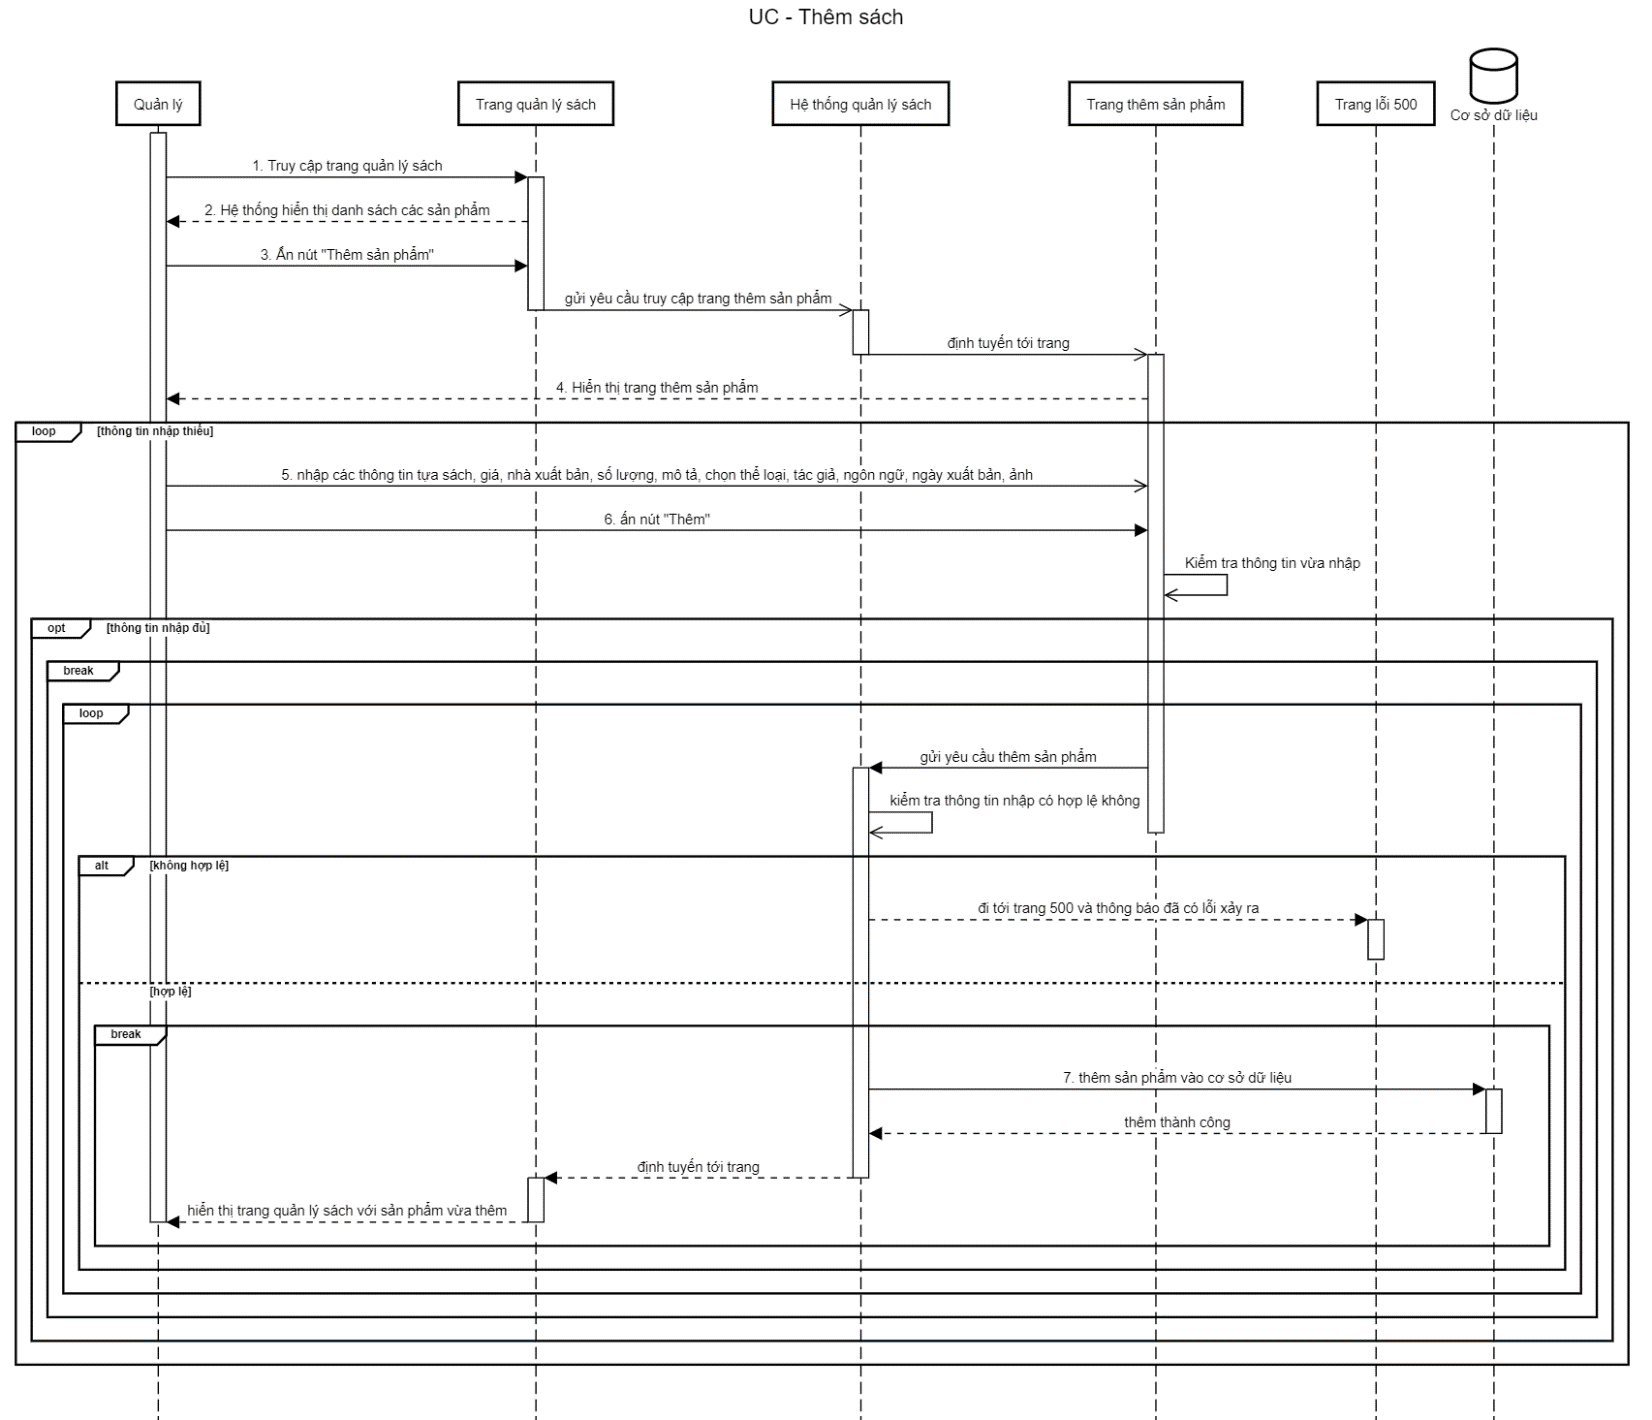 UC - Thêm sách
Quản lý
Trang quản lý sách
Hệ thống quản lý sách
Trang thêm sản phẩm
Trang lỗi 500
Cơ sở dữ liệu
1. Truy cập trang quản lý sách
2. Hệ thống hiển thị danh sách các sản phẩm
3. Ấn nút "Thêm sản phẩm"
gửi yêu cầu truy cập trang thêm sản phẩm
định tuyến tới trang
4. Hiển thị trang thêm sản phẩm
loop
[thông tin nhập thiếu]
5. nhập các thông tin tựa sách, giá, nhà xuất bản, số lượng, mô tả, chọn thể loại, tác giả, ngôn ngữ, ngày xuất bản, ảnh
6. ấn nút "Thêm"
Kiểm tra thông tin vừa nhập
opt
[thông tin nhập đủ]
break
loop
gửi yêu cầu thêm sản phẩm
kiểm tra thông tin nhập có hợp lệ không
alt
[không hợp lệ]
đi tới trang 500 và thông báo đã có lỗi xảy ra
[hợp lệ]
break
7. thêm sản phẩm vào cơ sở dữ liệu
thêm thành công
định tuyến tới trang
hiển thị trang quản lý sách với sản phẩm vừa thêm